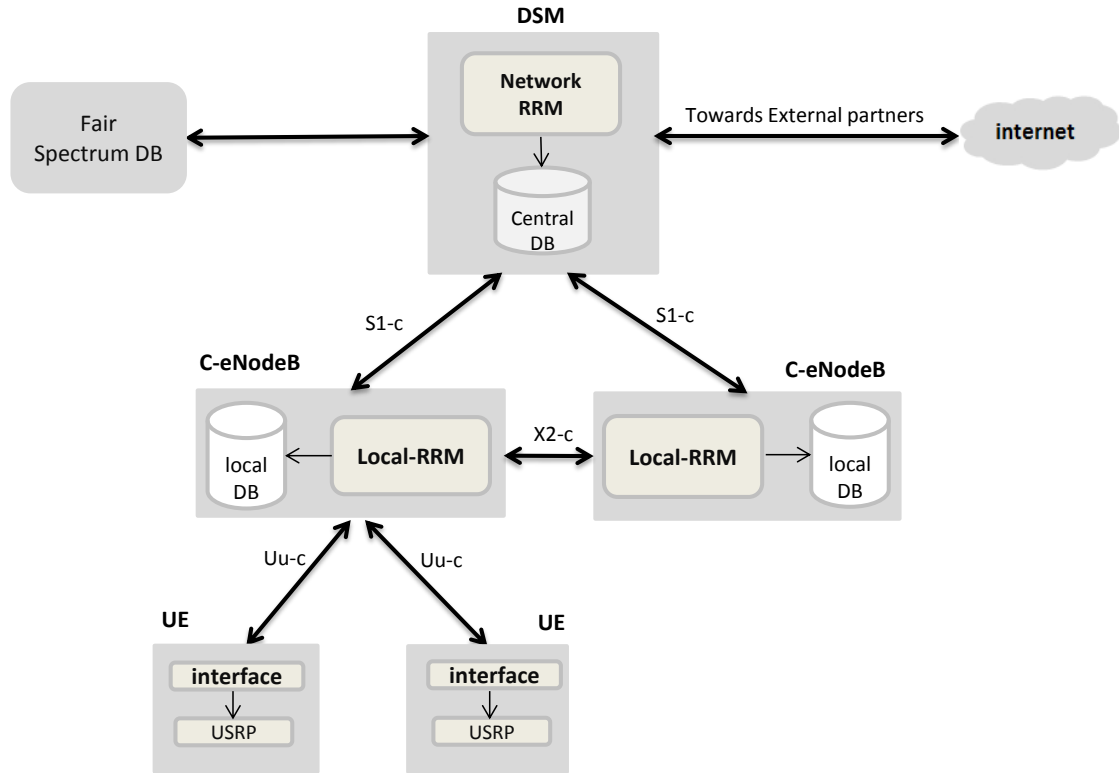 DSM
Network
RRM
Fair
Spectrum DB
Towards External partners
internet
Central
DB
S1-c
S1-c
C-eNodeB
C-eNodeB
X2-c
Local-RRM
Local-RRM
local
DB
local
DB
Uu-c
Uu-c
UE
UE
interface
interface
USRP
USRP